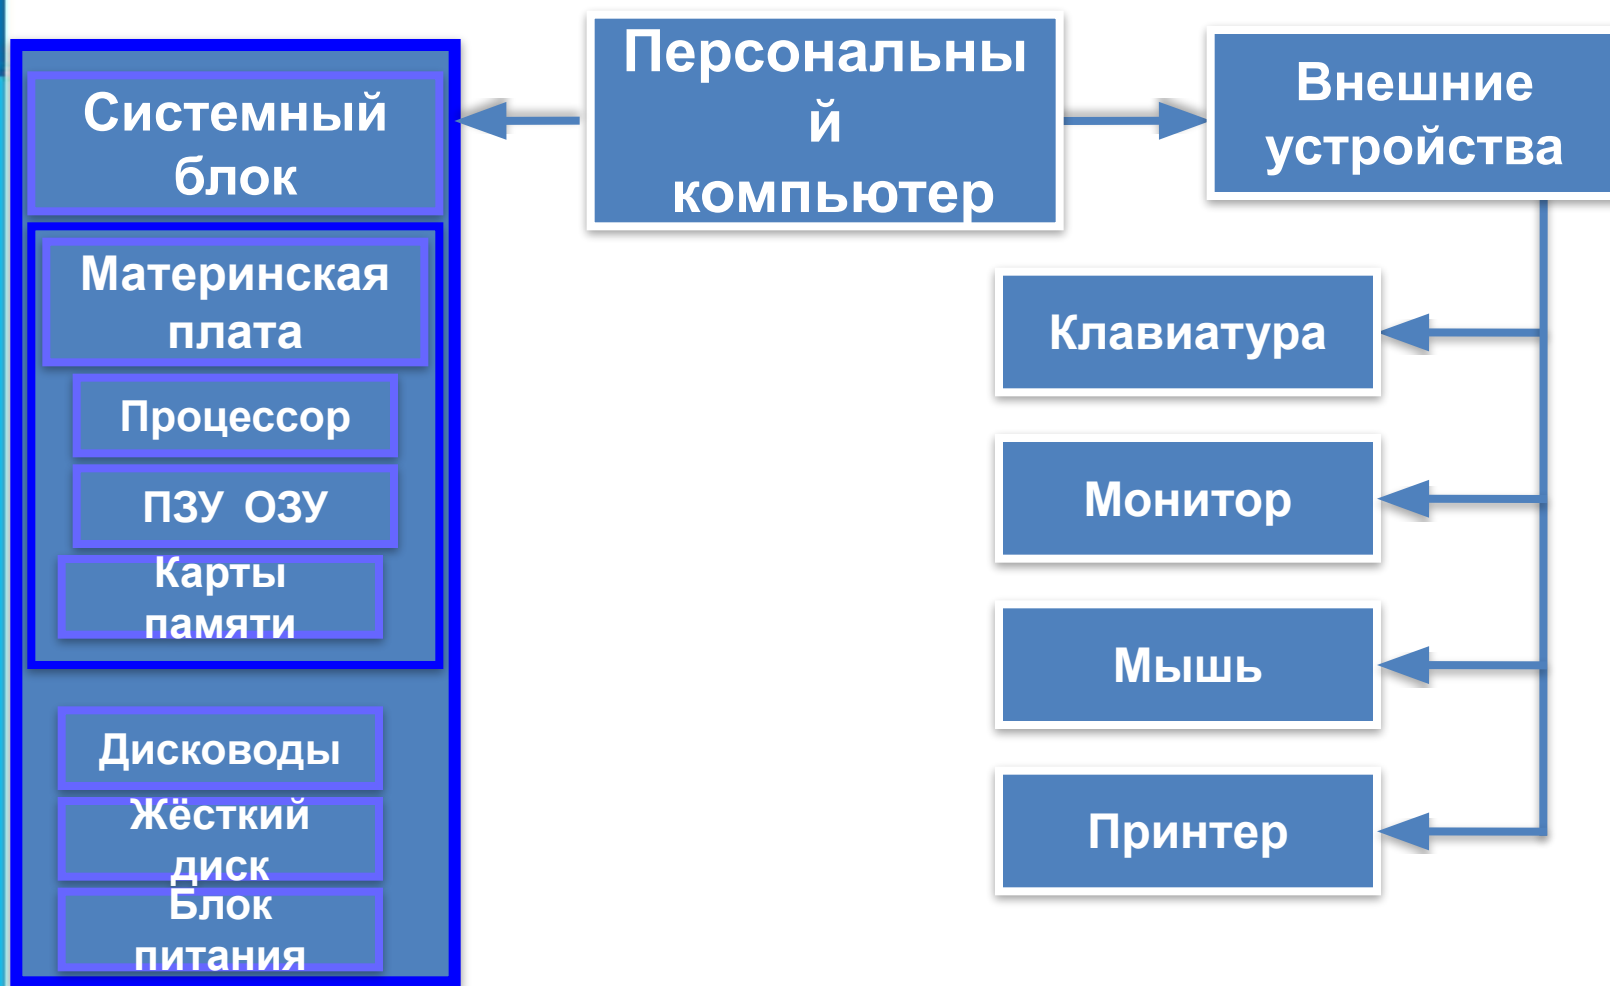 Персональны
й
компьютер
Системный
блок
Материнская
плата
Процессор
ПЗУ ОЗУ
Карты
памяти
Дисководы
Жёсткий
диск
Блок
питания
Внешние
устройства
Клавиатура
Монитор
Мышь
Принтер